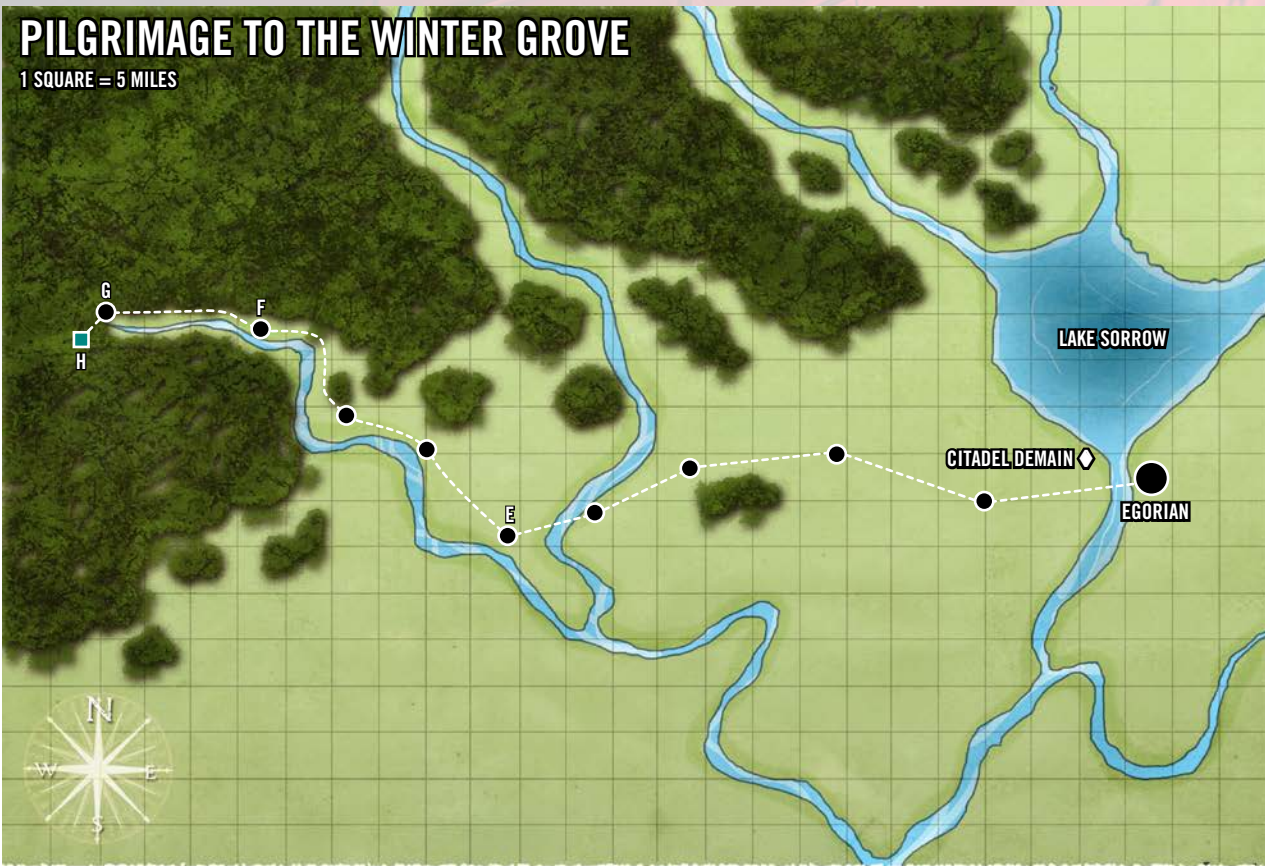 PILGRIMAGE TO THE WINTER GROVE
1 SQUARE = 5 MILES
G
F
H
LAKE SORROW
CITADEL DEMAIN
EGORIAN
E
N
W E
S